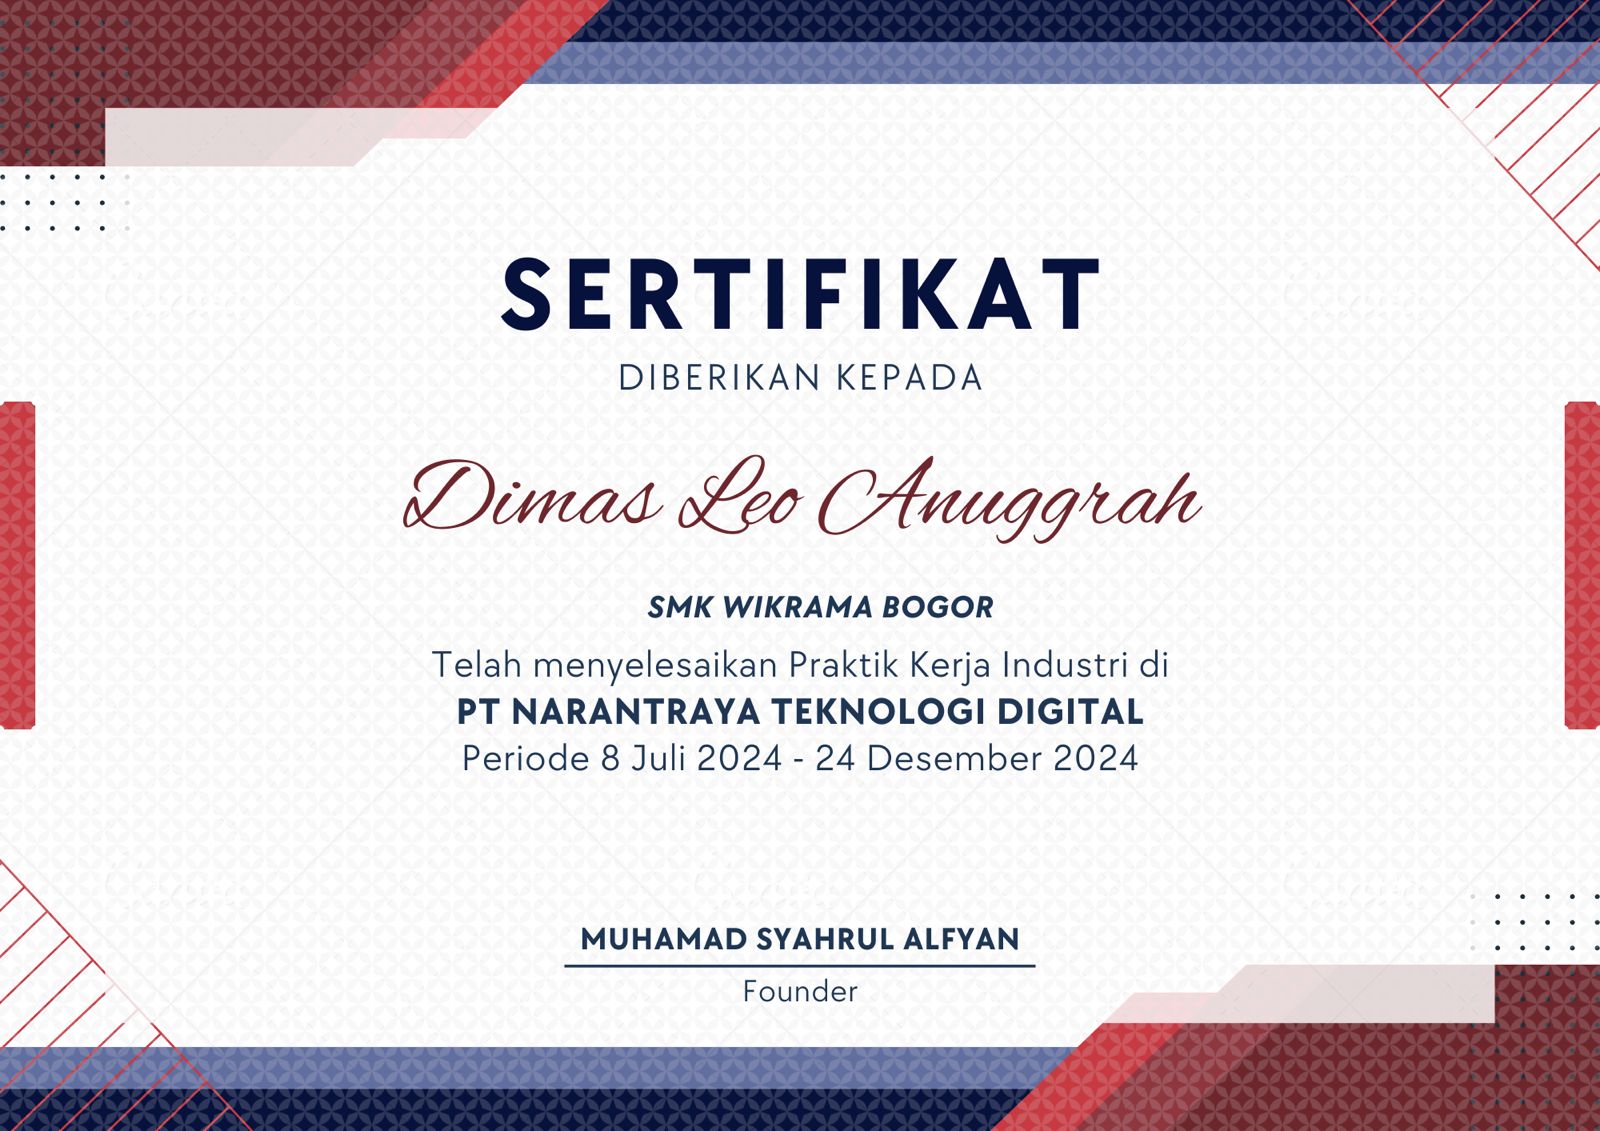 SERTIFIKAT
DIBERIKAN KEPADA
Dimas Leo Anuggrah
SMK WIKRAMA BOGOR
Telah menyelesaikan Praktik Kerja Industri di
PT NARANTRAYA TEKNOLOGI DIGITAL
Periode 8 Juli 2024 - 24 Desember 2024
MUHAMAD SYAHRUL ALFYAN
Founder